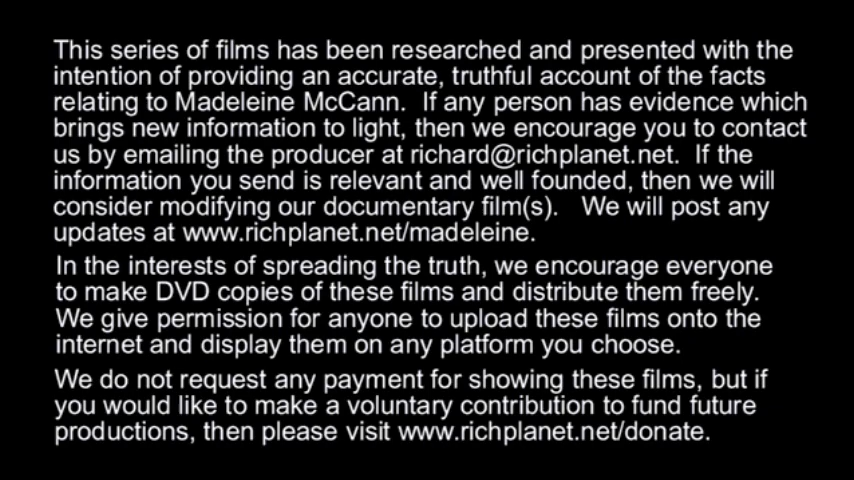 This series of films has been researched and presented with the
intention of providing an accurate, truthful account of the facts
relating to Madeleine McCann.  If any person has evidence which
brings new information to light, then we encourage you to contact
us by emailing the producer at richard@richplanet.net.  If the
information you send is relevant and well founded, then we will
consider modifying our documentary film(s).   We will post any
updates at www.richplanet.net/madeleine.
In the interests of spreading the truth, we encourage everyone
to make DVD copies of these films and distribute them freely.
We give permission for anyone to upload these films onto the
internet and display them on any platform you choose.
We do not request any payment for showing these films, but if
you would like to make a voluntary contribution to fund future
productions, then please visit www.richplanet.net/donate.